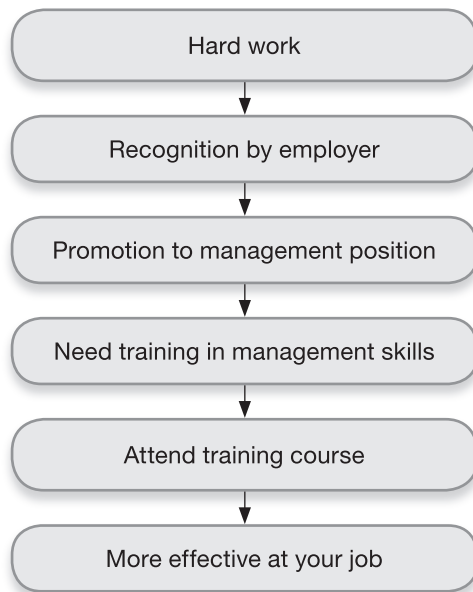 Hard work
Recognition by employer
Promotion to management position
Need training in management skills
Attend training course
More effective at your job